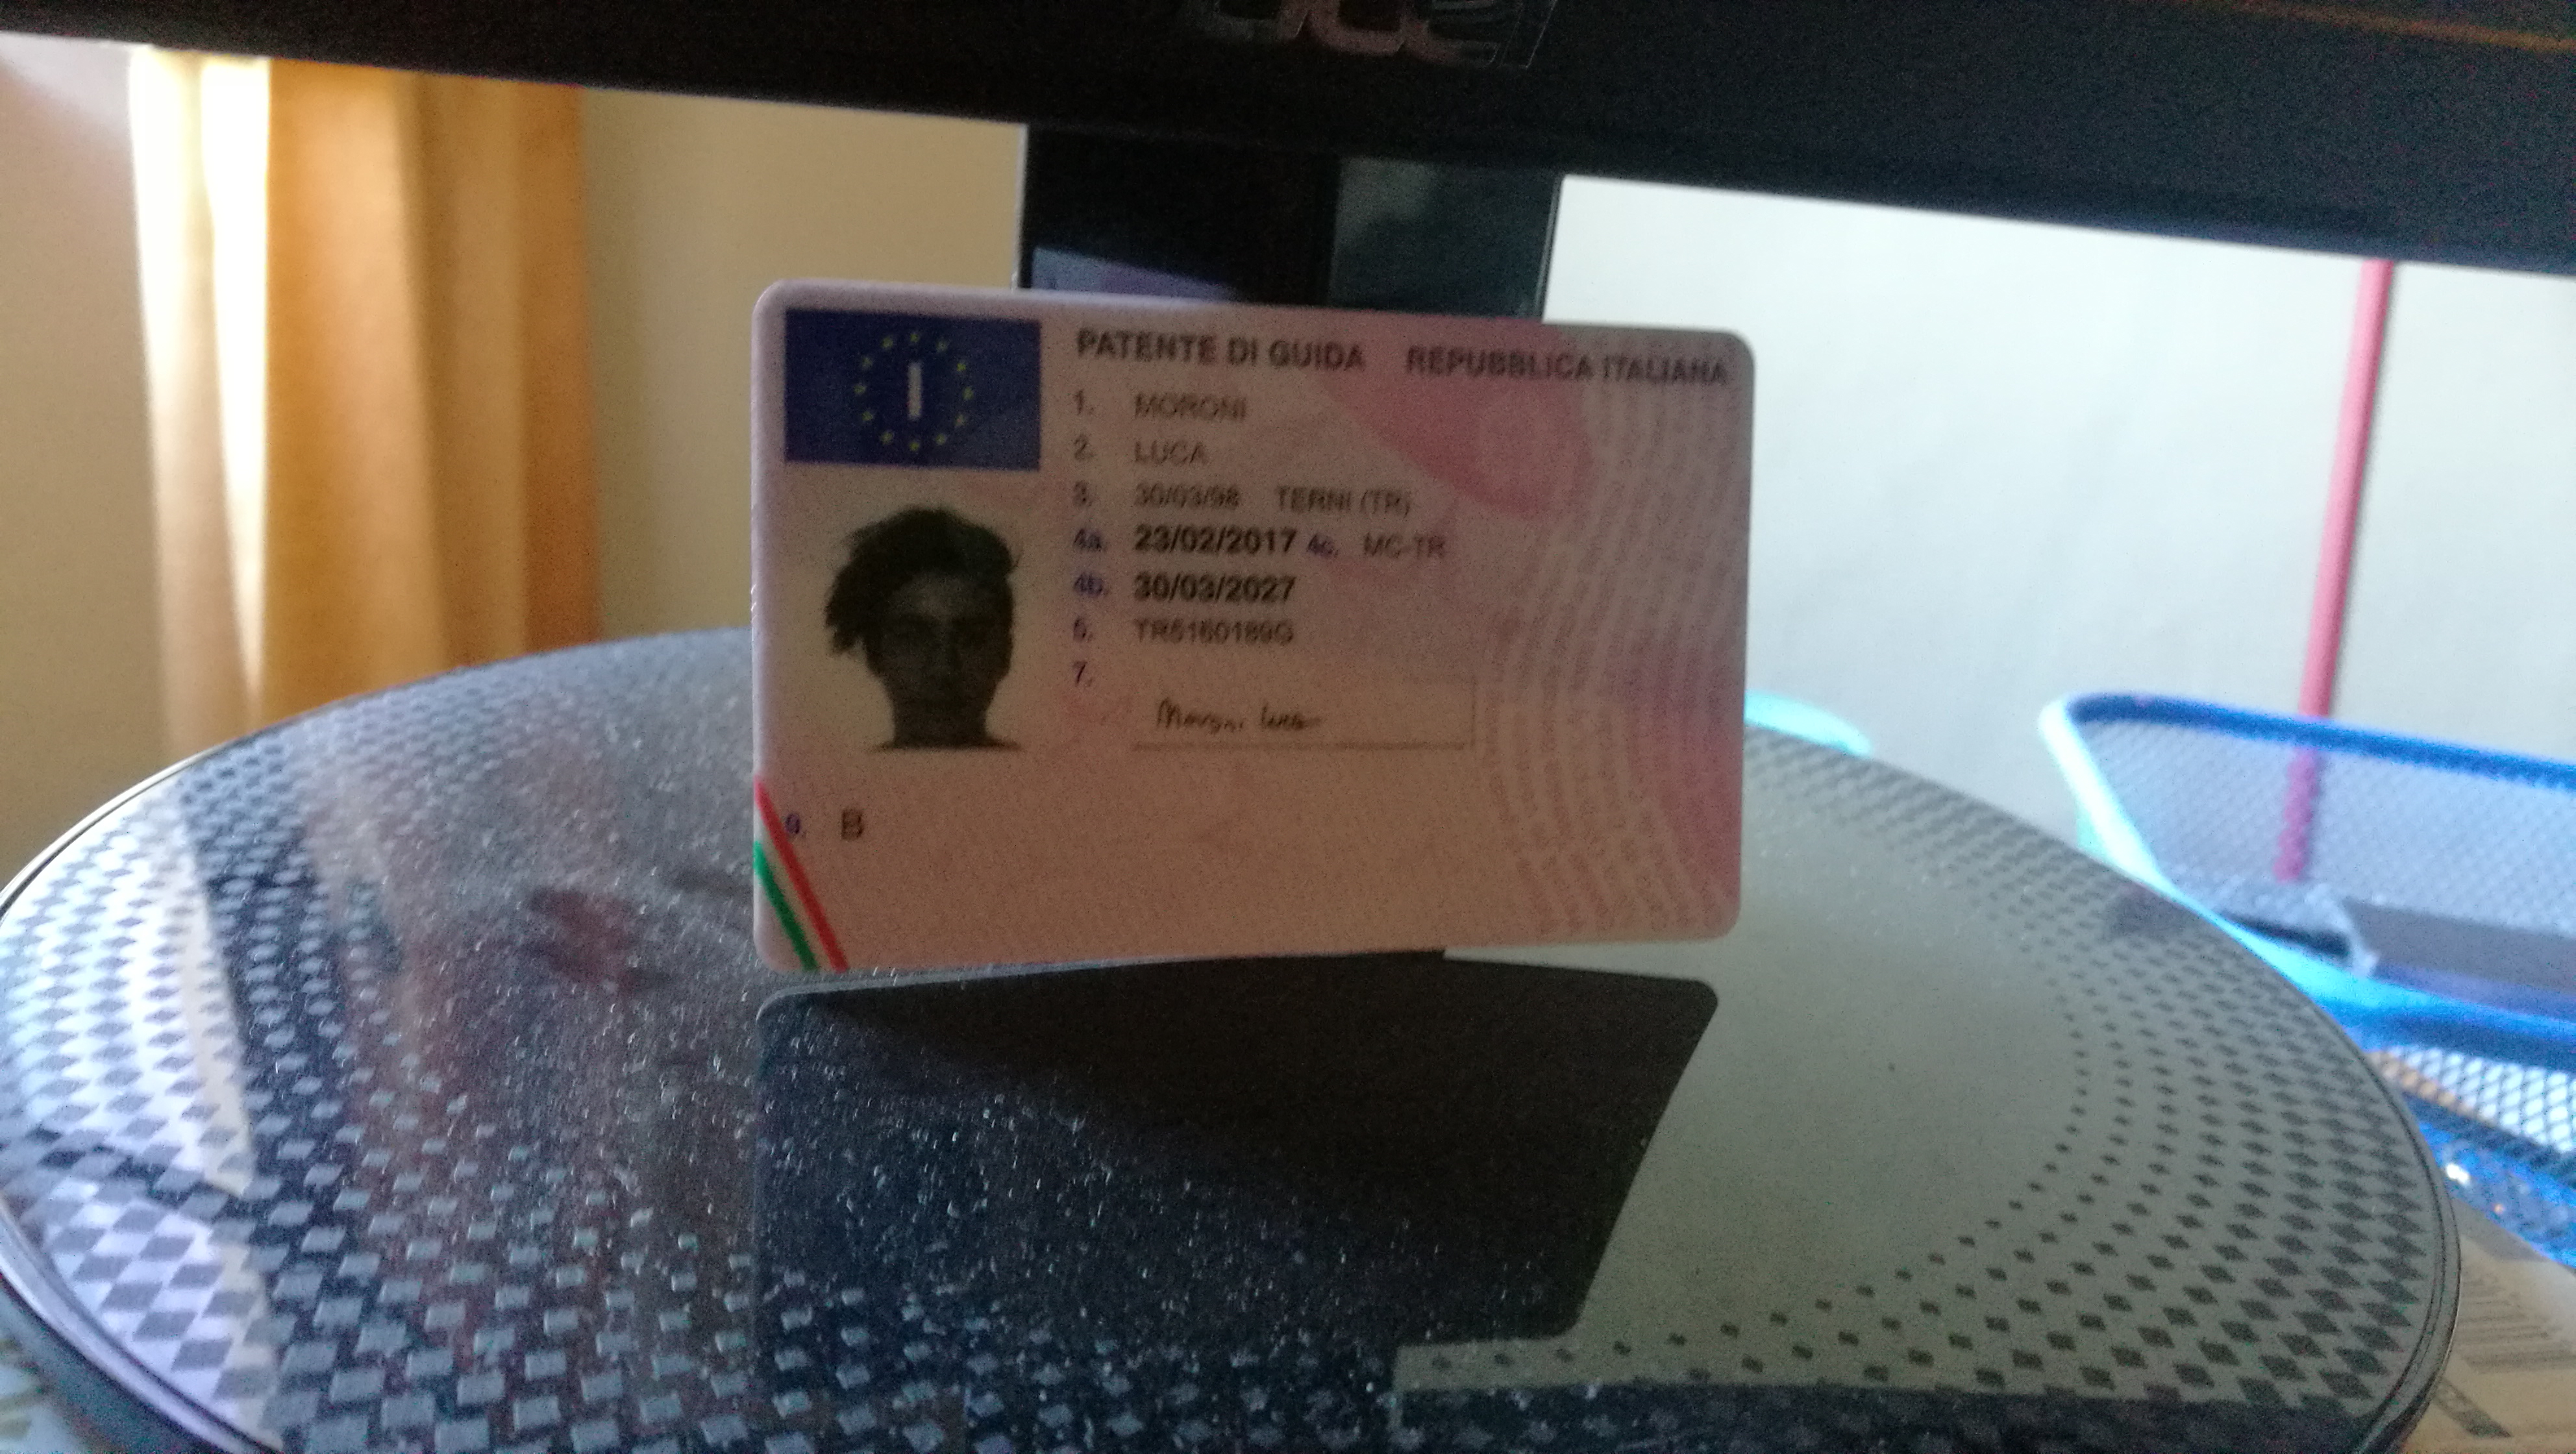 I
PATENTE DI GUIDA REPUBBLICA ITALIANA
1. MORONI
2. LUCA
3. 30/03/98 TERNI (TR)
4a. 23/02/2017 4c. MC-TR
4b. 30/03/2027
5. TR5160189G
7.
Moroni Luca
9. B